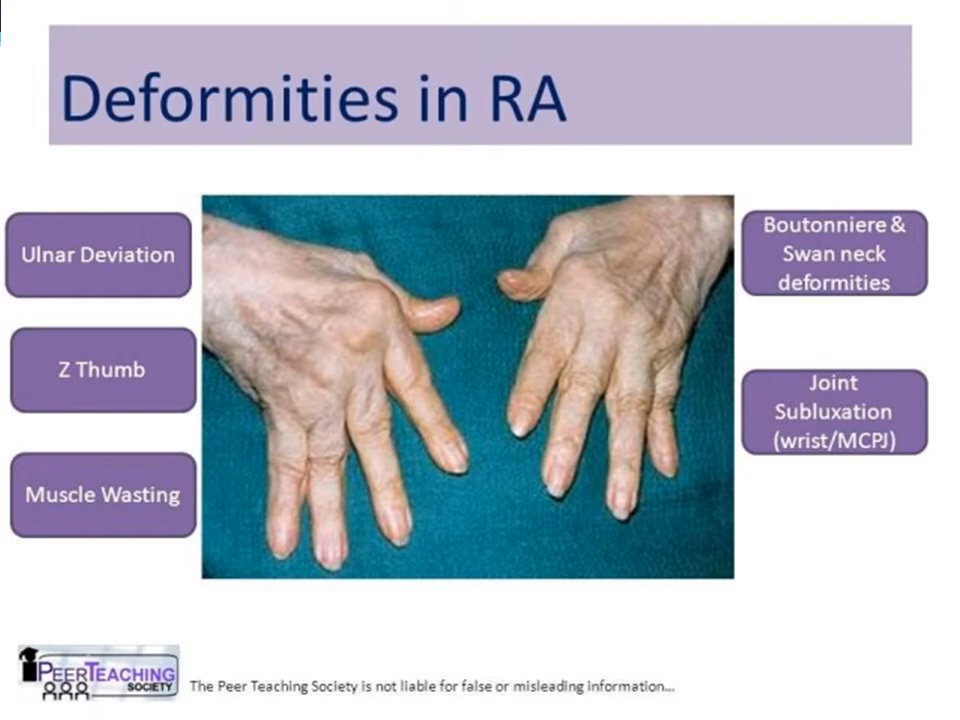 Deformities in RA
Ulnar Deviation
Z Thumb
Muscle Wasting
Boutonniere &
Swan neck
deformities
Joint
Subluxation
(wrist/MCPJ)
PEERTEACHING
SOCIETY
The Peer Teaching Society is not liable for false or misleading information...